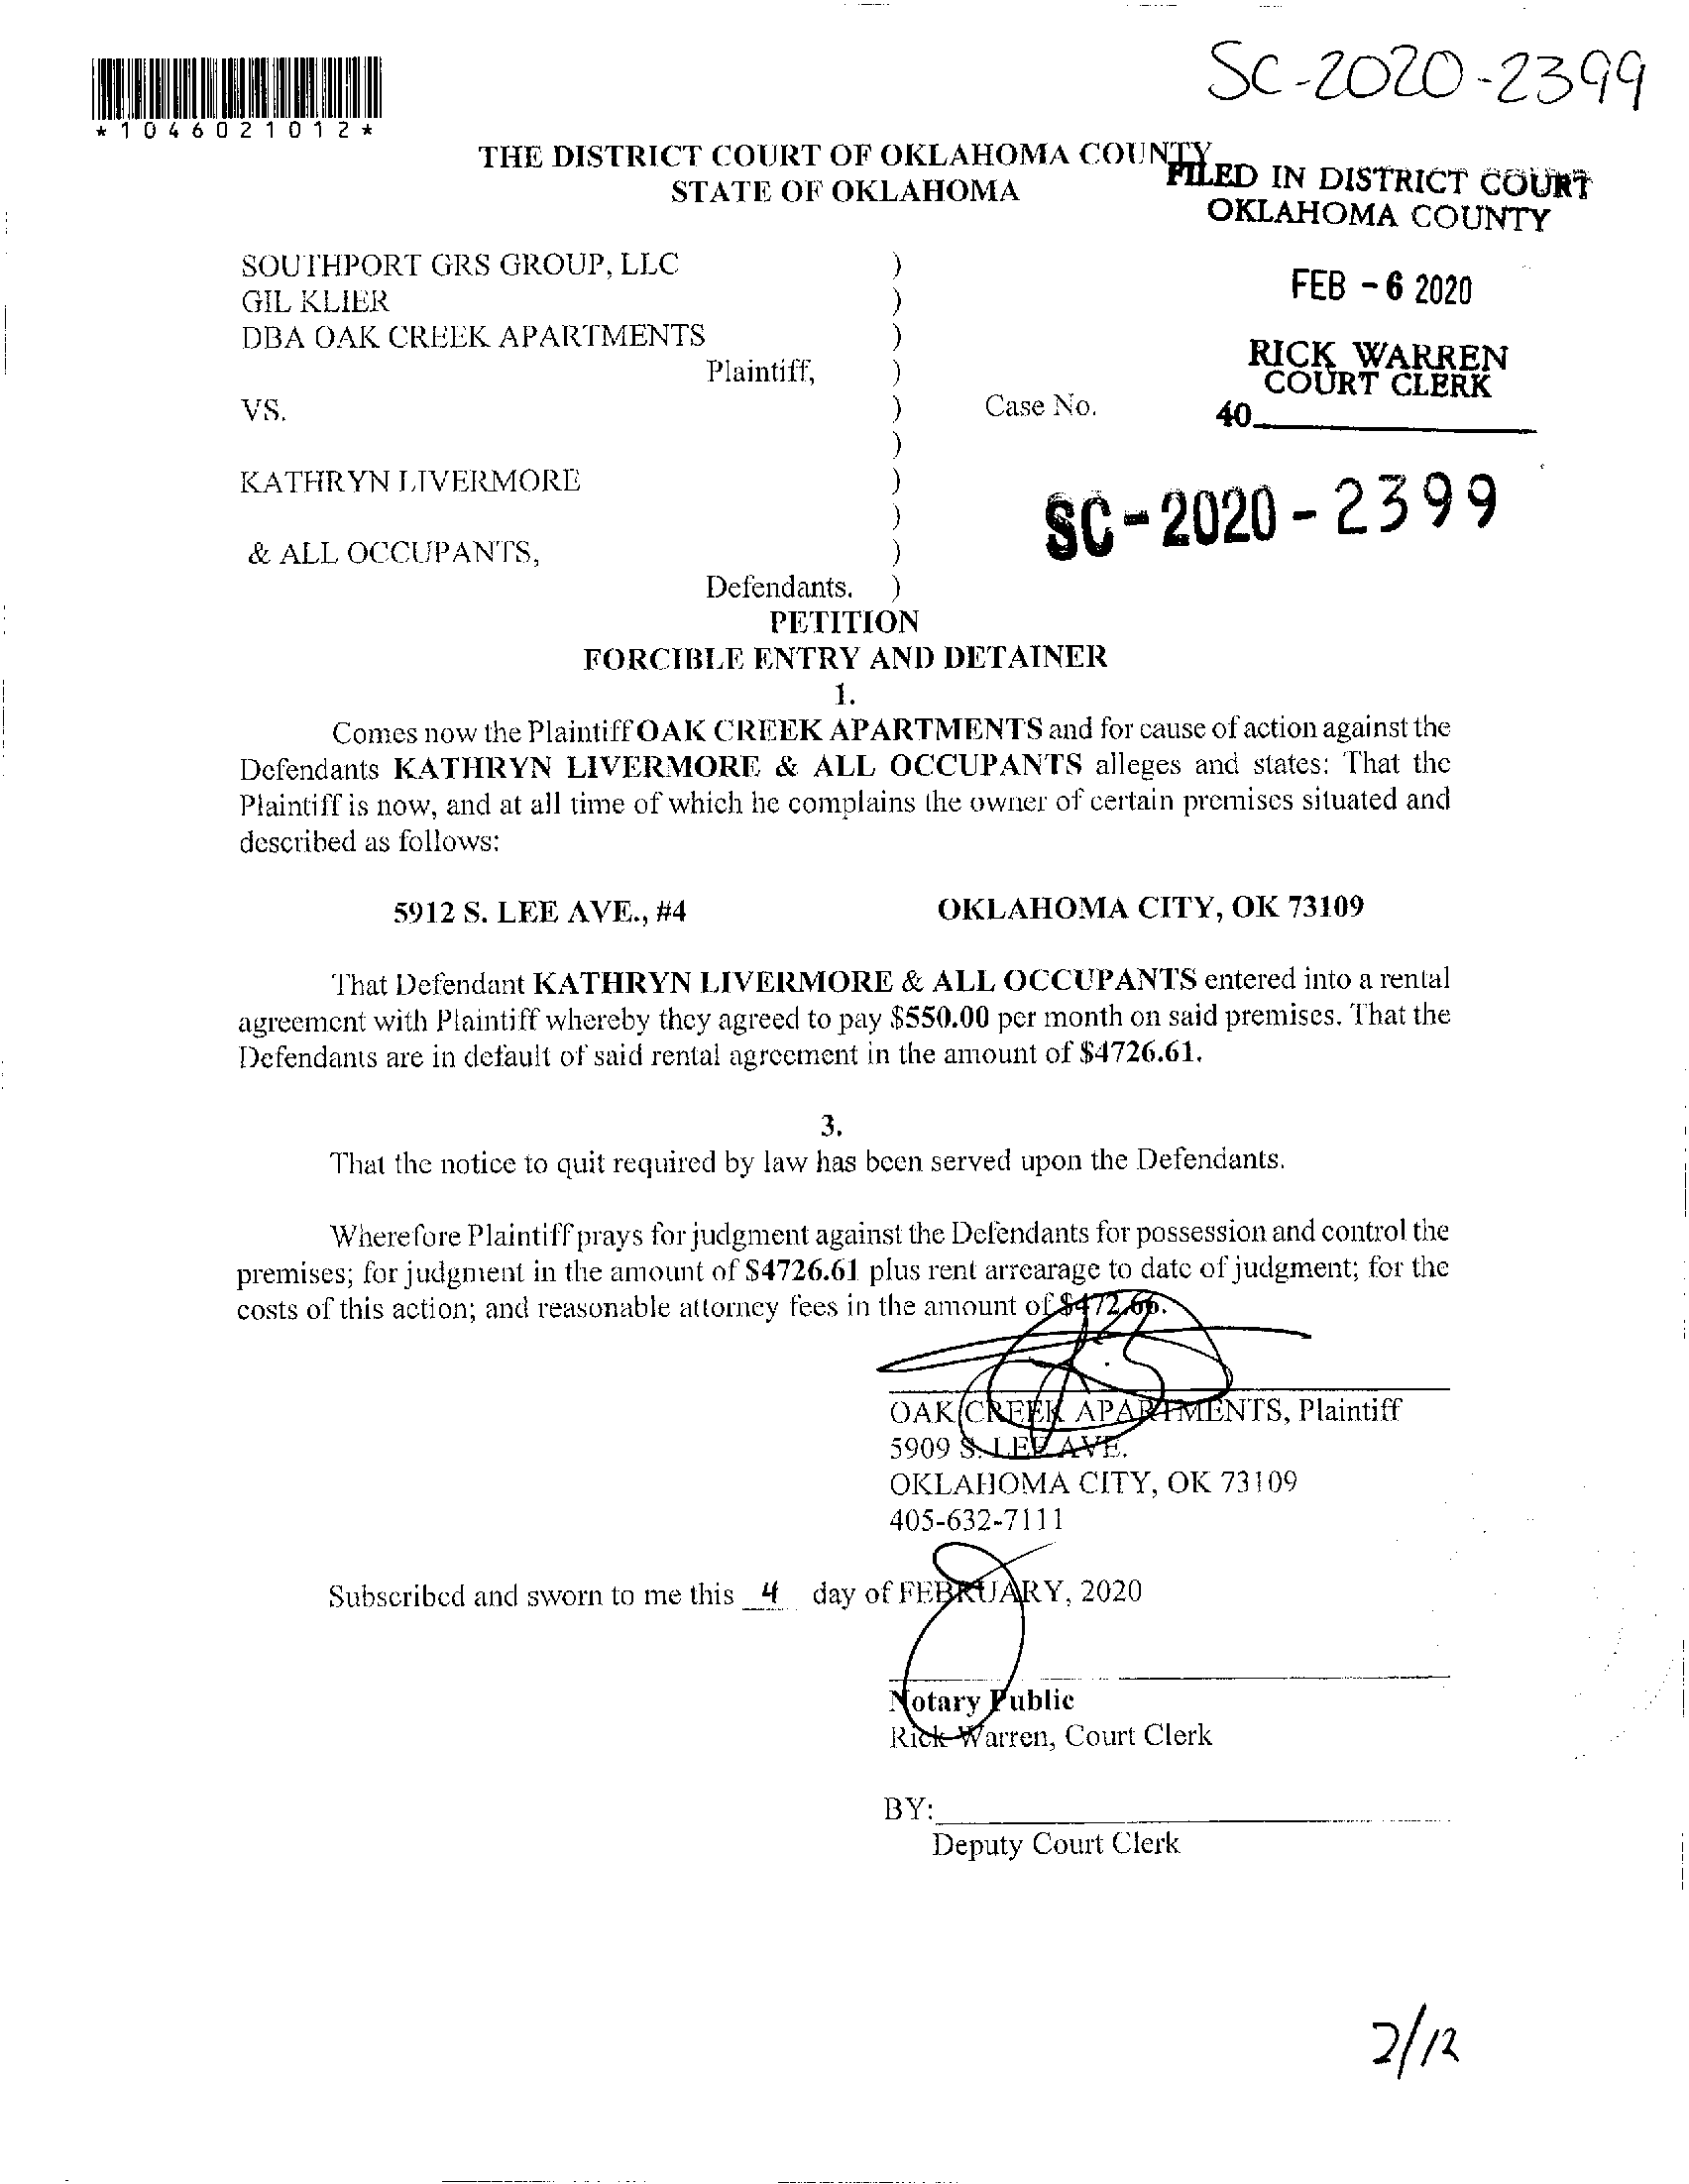 SC-2020-2399
*1046021012*
THE DISTRICT COURT OF OKLAHOMA COUNTY
STATE OF OKLAHOMA
FILED IN DISTRICT COURT
OKLAHOMA COUNTY
FEB - 6 2020
RICK WARREN
COURT CLERK
40
SOUTHPORT GRS GROUP, LLC )
GIL KLIER )
DBA OAK CREEK APARTMENTS )
Plaintiff, )
VS. ) Case No.
)
KATHRYN LIVERMORE )
)
SC-2020-2399
& ALL OCCUPANTS, )
Defendants. )
PETITION
FORCIBLE ENTRY AND DETAINER
1.
Comes now the Plaintiff OAK CREEK APARTMENTS and for cause of action against the
Defendants KATHRYN LIVERMORE & ALL OCCUPANTS alleges and states: That the
Plaintiff is now, and at all time of which he complains the owner of certain premises situated and
described as follows:
5912 S. LEE AVE., #4 OKLAHOMA CITY, OK 73109
That Defendant KATHRYN LIVERMORE & ALL OCCUPANTS entered into a rental
agreement with Plaintiff whereby they agreed to pay $550.00 per month on said premises. That the
Defendants are in default of said rental agreement in the amount of $4726.61.
3.
That the notice to quit required by law has been served upon the Defendants.
Wherefore Plaintiff prays for judgment against the Defendants for possession and control the
premises; for judgment in the amount of $4726.61 plus rent arrearage to date of judgment; for the
costs of this action; and reasonable attorney fees in the amount of $472.66.
OAK CREEK APARTMENTS, Plaintiff
5909 S. LEE AVE.
OKLAHOMA CITY, OK 73109
405-632-7111
Subscribed and sworn to me this 4 day of FEBRUARY, 2020
Notary Public
Rick Warren, Court Clerk
BY:
Deputy Court Clerk
2/12